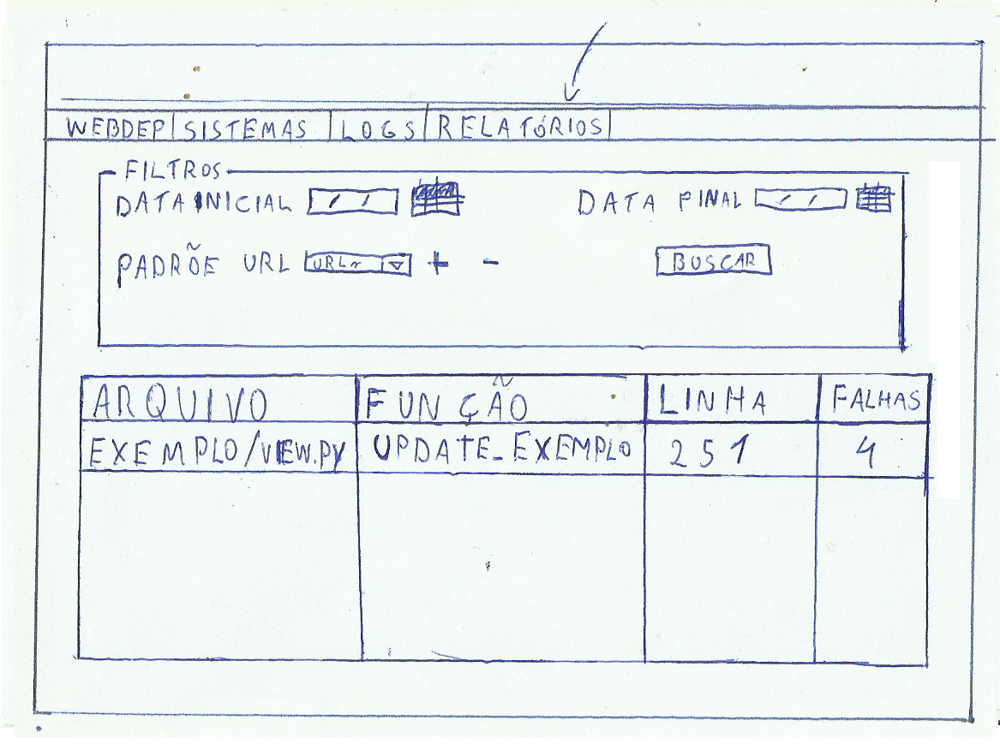 WEBDEP SISTEMAS LOGS RELATÓRIOS
FILTROS
DATA INICIAL / / DATA FINAL / /
PADRÕE URL URL~ + - BUSCAR
ARQUIVO FUNÇÃO LINHA FALHAS
EXEMPLO/VIEW.PY UPDATE_EXEMPLO 251 4